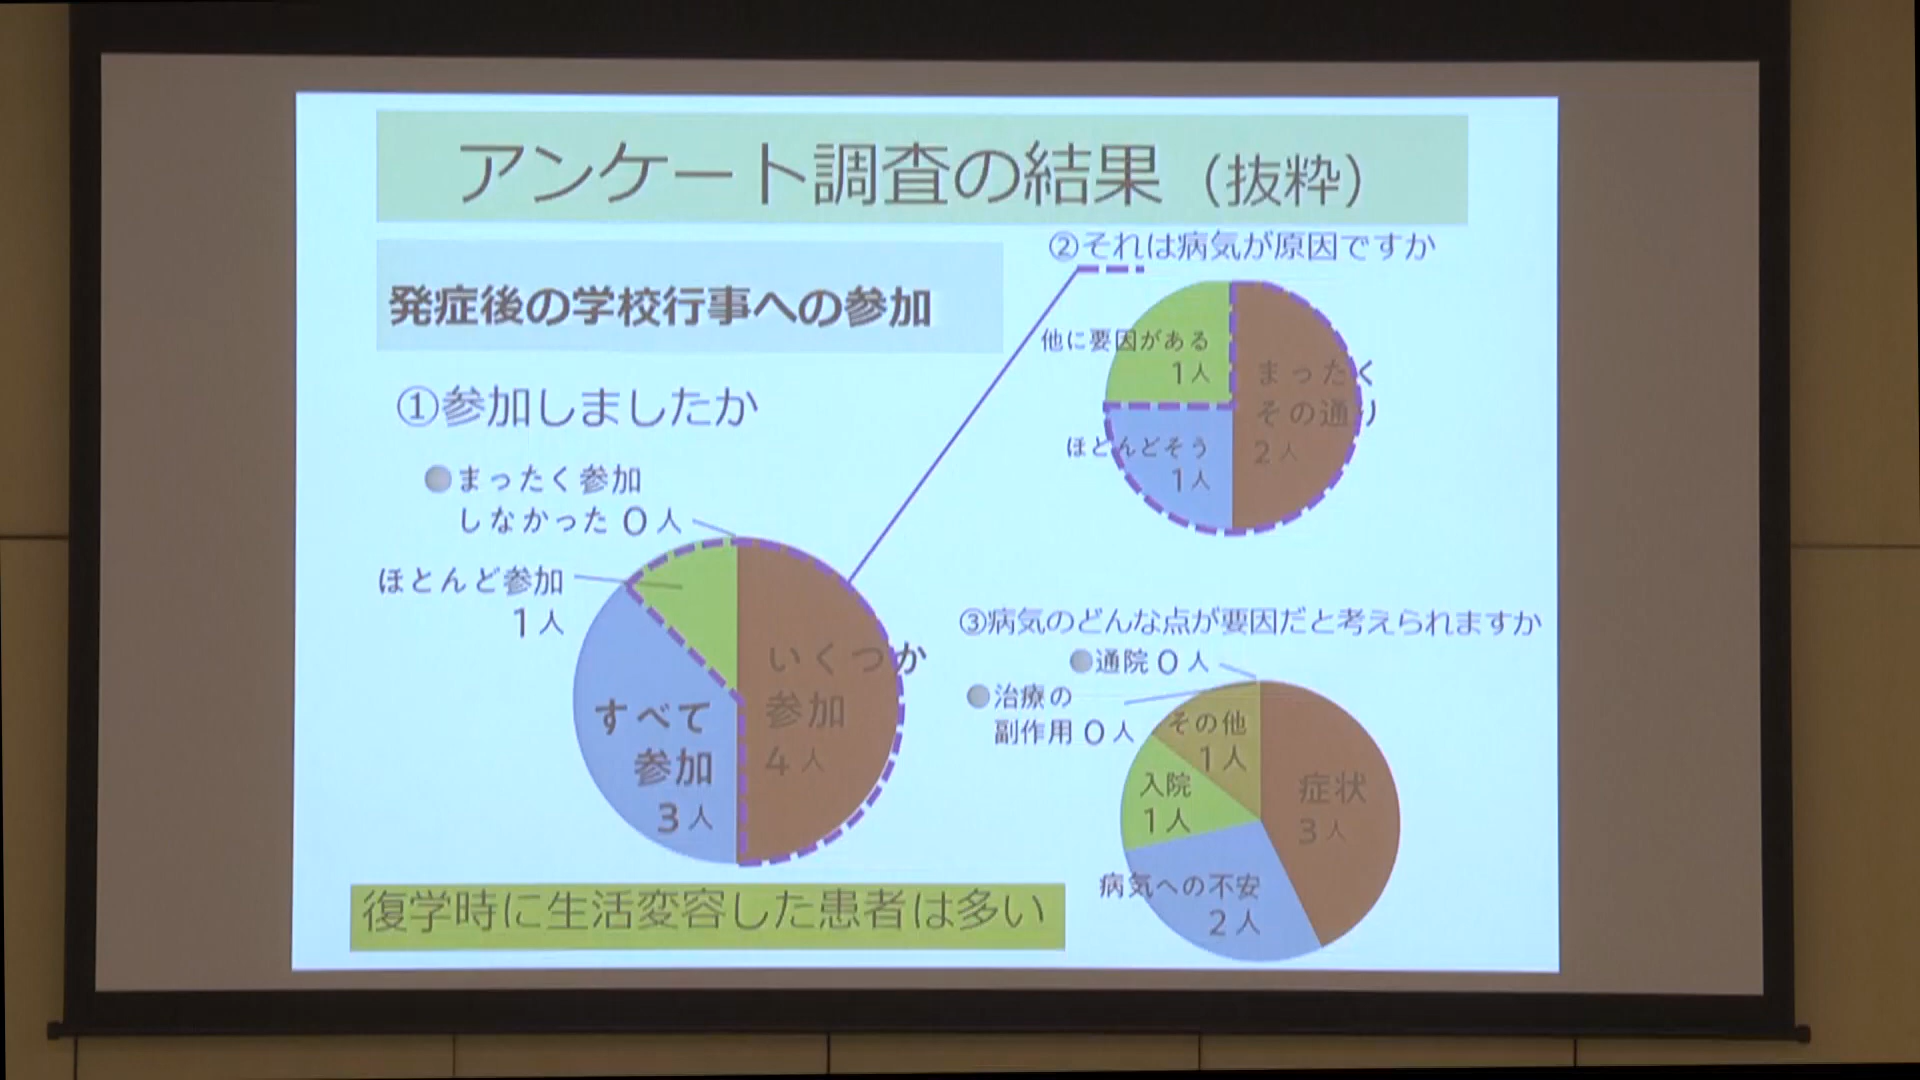 アンケート調査の結果（抜粋）
発症後の学校行事への参加
①参加しましたか
まったく参加
しなかった 0人
ほとんど参加
1人
すべて
参加
3人
いくつか
参加
4人
②それは病気が原因ですか
他に要因がある
1人
まったく
その通り
2人
ほとんどそう
1人
③病気のどんな点が要因だと考えられますか
通院 0人
治療の
副作用 0人
その他
1人
入院
1人
症状
3人
病気への不安
2人
復学時に生活変容した患者は多い